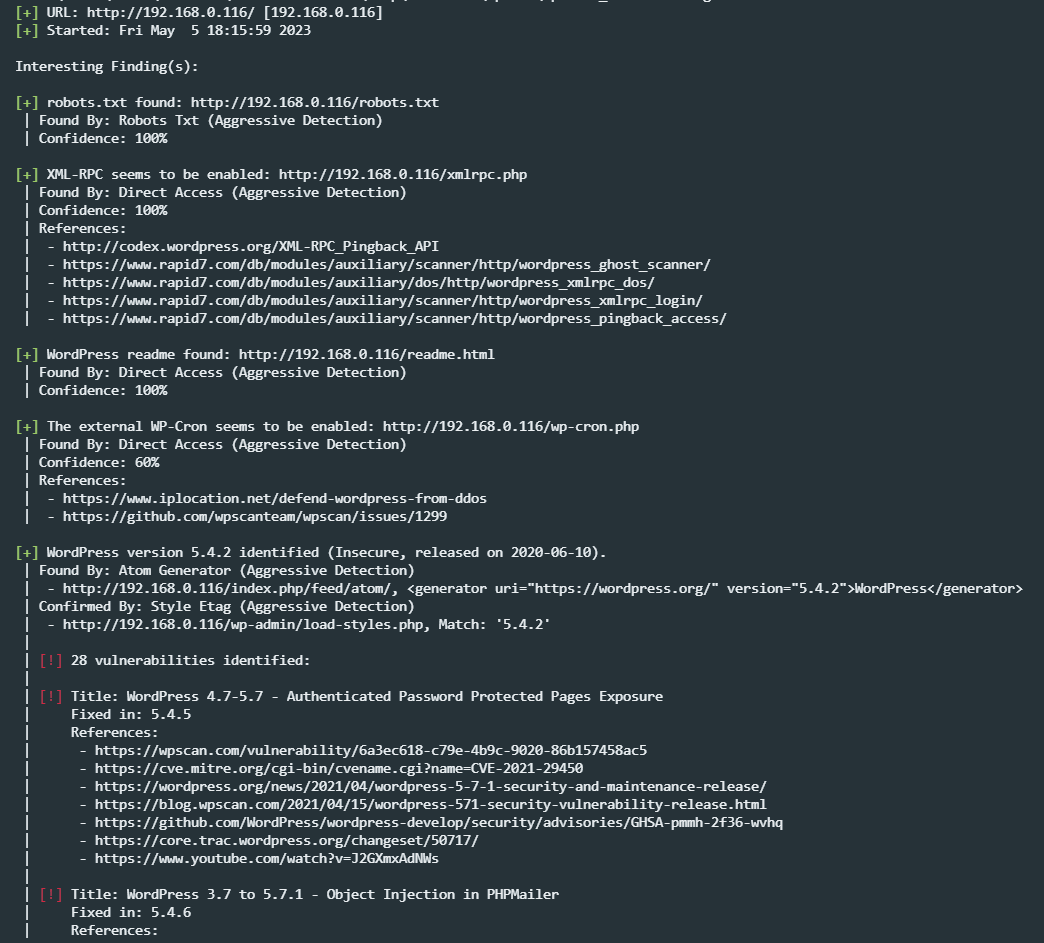 [+] URL: http://192.168.0.116/ [192.168.0.116]
[+] Started: Fri May  5 18:15:59 2023
Interesting Finding(s):
[+] robots.txt found: http://192.168.0.116/robots.txt
 | Found By: Robots Txt (Aggressive Detection)
 | Confidence: 100%
[+] XML-RPC seems to be enabled: http://192.168.0.116/xmlrpc.php
 | Found By: Direct Access (Aggressive Detection)
 | Confidence: 100%
 | References:
 |  - http://codex.wordpress.org/XML-RPC_Pingback_API
 |  - https://www.rapid7.com/db/modules/auxiliary/scanner/http/wordpress_ghost_scanner/
 |  - https://www.rapid7.com/db/modules/auxiliary/dos/http/wordpress_xmlrpc_dos/
 |  - https://www.rapid7.com/db/modules/auxiliary/scanner/http/wordpress_xmlrpc_login/
 |  - https://www.rapid7.com/db/modules/auxiliary/scanner/http/wordpress_pingback_access/
[+] WordPress readme found: http://192.168.0.116/readme.html
 | Found By: Direct Access (Aggressive Detection)
 | Confidence: 100%
[+] The external WP-Cron seems to be enabled: http://192.168.0.116/wp-cron.php
 | Found By: Direct Access (Aggressive Detection)
 | Confidence: 60%
 | References:
 |  - https://www.iplocation.net/defend-wordpress-from-ddos
 |  - https://github.com/wpscanteam/wpscan/issues/1299
[+] WordPress version 5.4.2 identified (Insecure, released on 2020-06-10).
 | Found By: Atom Generator (Aggressive Detection)
 |  - http://192.168.0.116/index.php/feed/atom/, <generator uri="https://wordpress.org/" version="5.4.2">WordPress</generator>
 | Confirmed By: Style Etag (Aggressive Detection)
 |  - http://192.168.0.116/wp-admin/load-styles.php, Match: '5.4.2'
 |
 | [!] 28 vulnerabilities identified:
 |
 | [!] Title: WordPress 4.7-5.7 - Authenticated Password Protected Pages Exposure
 |     Fixed in: 5.4.5
 |     References:
 |      - https://wpscan.com/vulnerability/6a3ec618-c79e-4b9c-9020-86b157458ac5
 |      - https://cve.mitre.org/cgi-bin/cvename.cgi?name=CVE-2021-29450
 |      - https://wordpress.org/news/2021/04/wordpress-5-7-1-security-and-maintenance-release/
 |      - https://blog.wpscan.com/2021/04/15/wordpress-571-security-vulnerability-release.html
 |      - https://github.com/WordPress/wordpress-develop/security/advisories/GHSA-pmmh-2f36-wvhq
 |      - https://core.trac.wordpress.org/changeset/50717/
 |      - https://www.youtube.com/watch?v=J2GXmxAdNWs
 |
 | [!] Title: WordPress 3.7 to 5.7.1 - Object Injection in PHPMailer
 |     Fixed in: 5.4.6
 |     References: